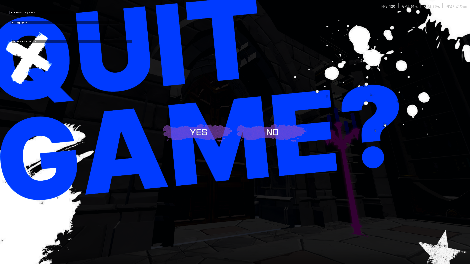 QUIT
GAME?
YES
NO